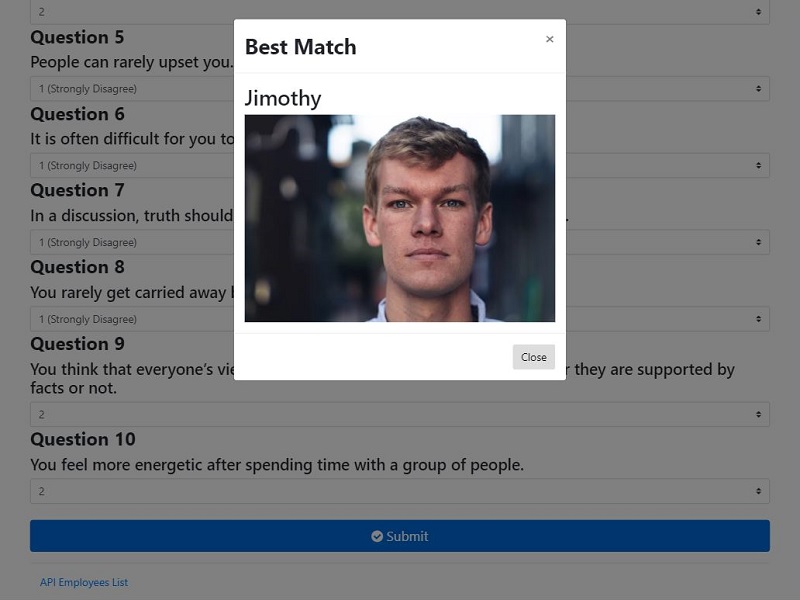 2
Question 5
People can rarely upset you.
1 (Strongly Disagree)
Question 6
It is often difficult for you to
1 (Strongly Disagree)
Question 7
In a discussion, truth should
.
1 (Strongly Disagree)
Question 8
You rarely get carried away
1 (Strongly Disagree)
Question 9
You think that everyone's vie
r they are supported by
facts or not.
2
Question 10
You feel more energetic after spending time with a group of people.
2
Submit
API Employees List
Best Match
×
Jimothy
Close